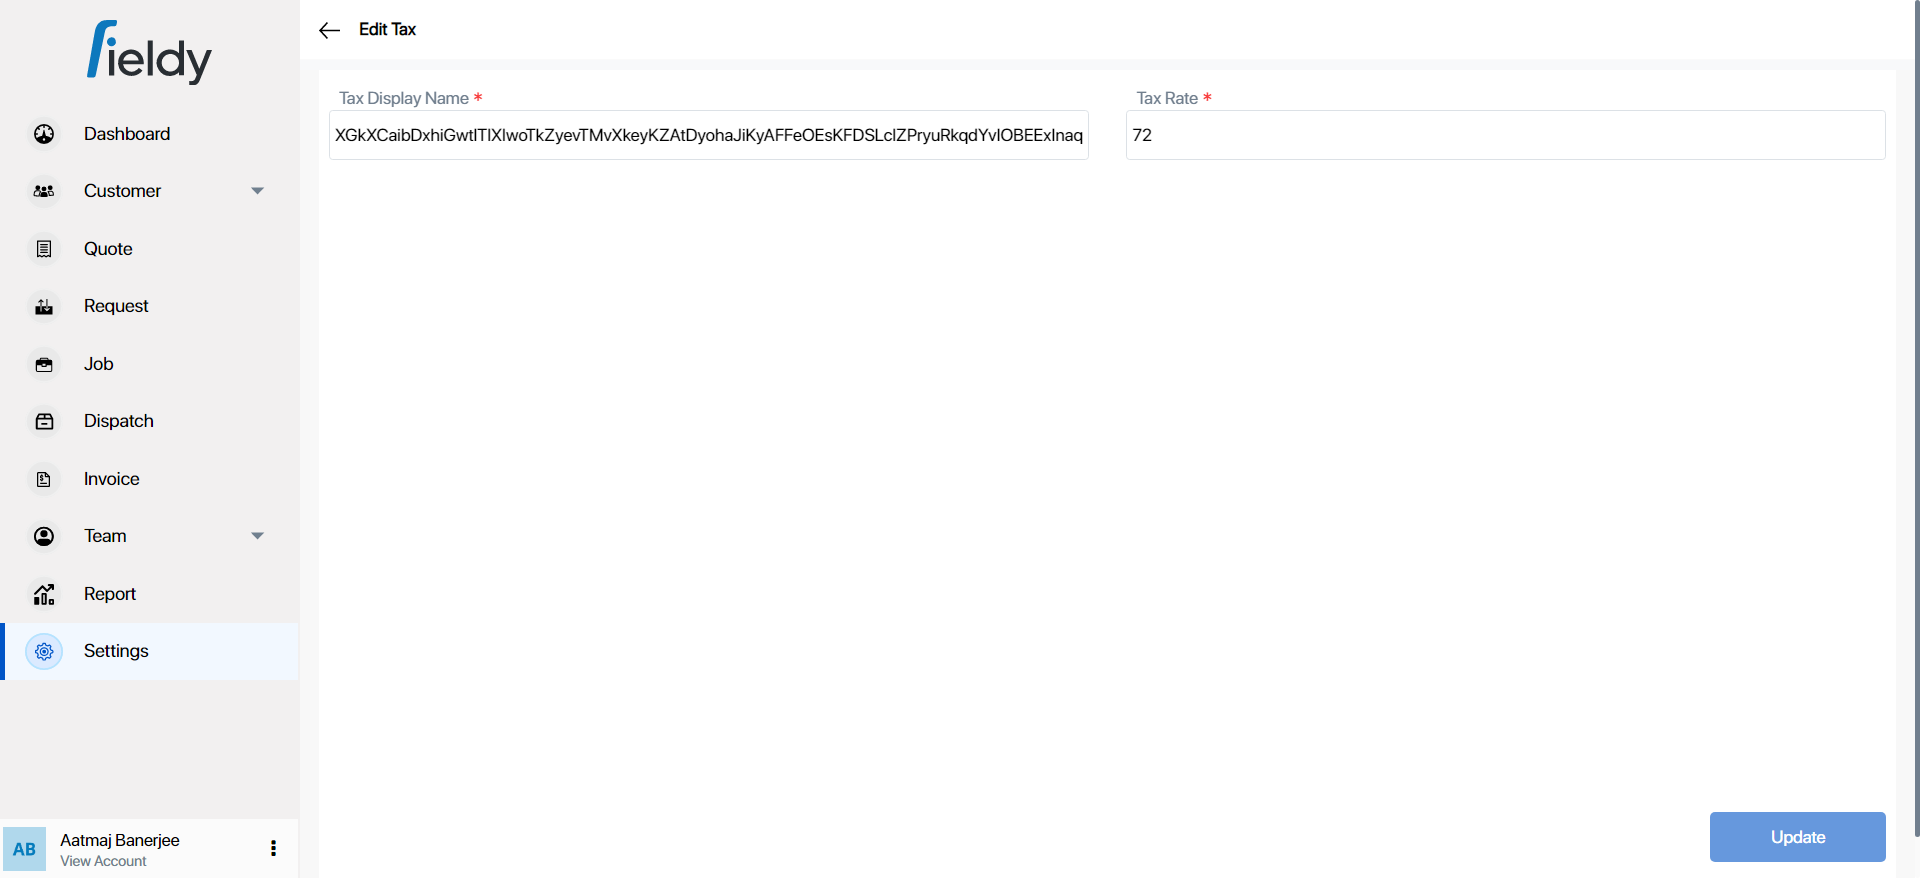 fieldy
Dashboard
Customer
Quote
Request
Job
Dispatch
Invoice
Team
Report
Settings
AB
Aatmaj Banerjee
View Account
Edit Tax
Tax Display Name *
Tax Rate *
72
Update